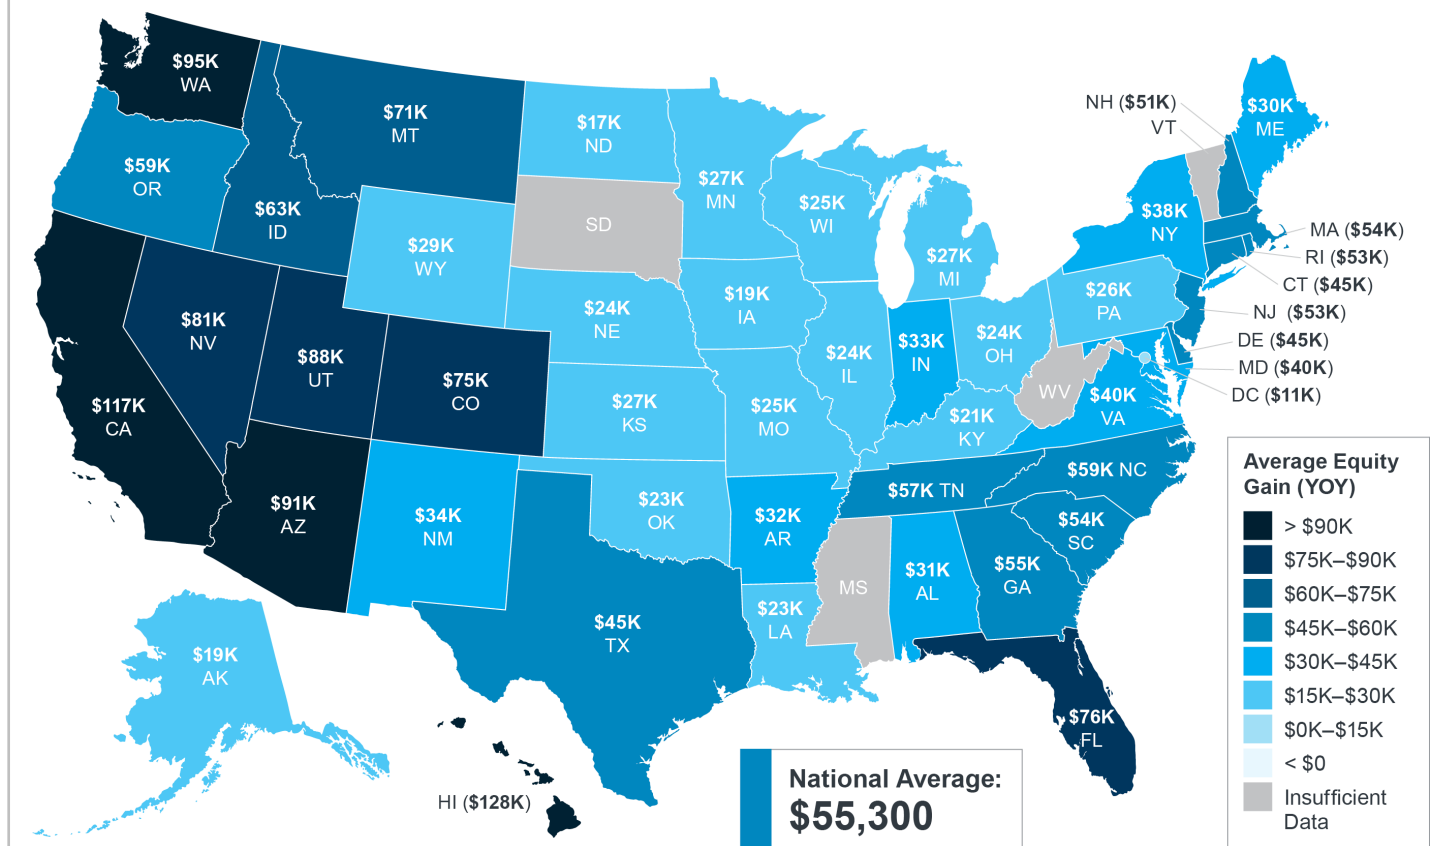 $95K
WA
$71K
MT
$17K
ND
$30K
ME
NH ($51K)
VT
$59K
OR
$63K
ID
$27K
MN
$25K
WI
SD
$38K
NY
$29K
WY
MA ($54K)
RI ($53K)
$27K
MI
CT ($45K)
$26K
PA
NJ ($53K)
$19K
IA
$24K
NE
$81K
NV
$88K
UT
$75K
CO
$24K
IL
$33K
IN
$24K
OH
DE ($45K)
MD ($40K)
DC ($11K)
WV
$40K
VA
$117K
CA
$27K
KS
$25K
MO
$21K
KY
$59K NC
$57K TN
$91K
AZ
$34K
NM
$23K
OK
$32K
AR
$54K
SC
$55K
GA
$31K
AL
MS
$23K
LA
$45K
TX
$19K
AK
$76K
FL
HI ($128K)
National Average:
$55,300
Average Equity
Gain (YOY)
> $90K
$75K–$90K
$60K–$75K
$45K–$60K
$30K–$45K
$15K–$30K
$0K–$15K
< $0
Insufficient
Data